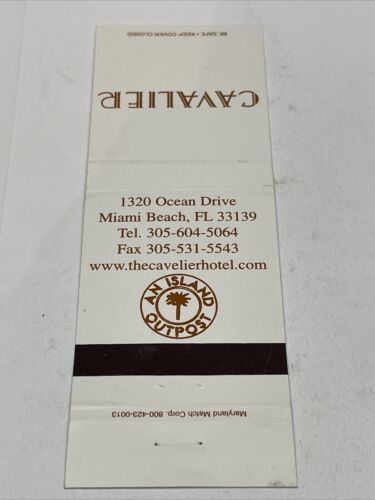 BE SAFE • KEEP COVER CLOSED
CAVALIER
1320 Ocean Drive
Miami Beach, FL 33139
Tel. 305-604-5064
Fax 305-531-5543
www.thecavelierhotel.com
AN ISLAND
OUTPOST
Maryland Match Corp. 800-423-0013